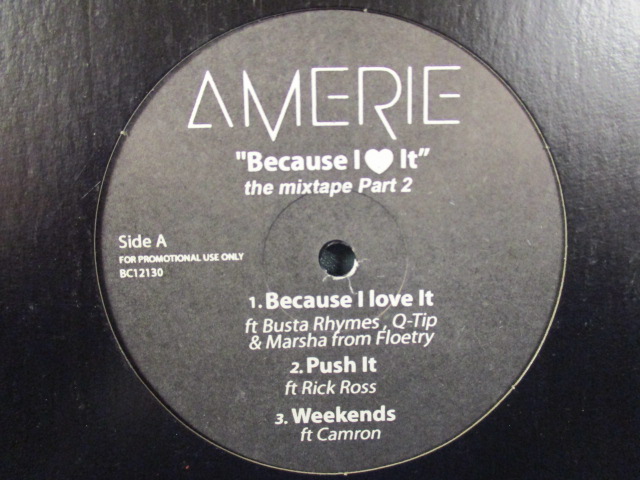 AMERIE
"Because I ♥ It”
the mixtape Part 2
Side A
FOR PROMOTIONAL USE ONLY
BC12130
1. Because I love It
ft Busta Rhymes, Q-Tip
& Marsha from Floetry
2. Push It
ft Rick Ross
3. Weekends
ft Camron